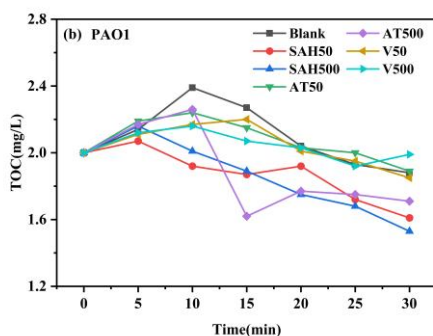 (b) PAO1
Blank AT500
SAH50 V50
SAH500 V500
AT50
TOC(mg/L)
2.8
2.4
2.0
1.6
1.2
0 5 10 15 20 25 30
Time(min)